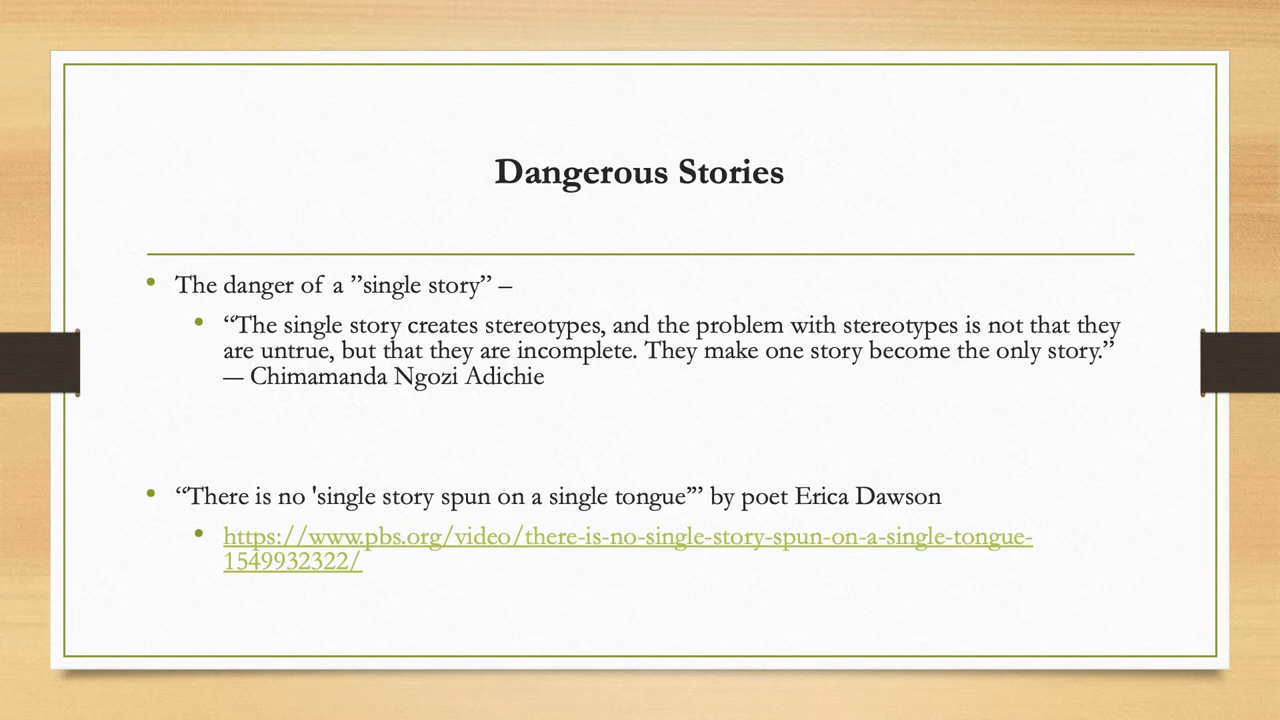 Dangerous Stories
The danger of a ”single story” –
“The single story creates stereotypes, and the problem with stereotypes is not that they
are untrue, but that they are incomplete. They make one story become the only story.”
― Chimamanda Ngozi Adichie
“There is no 'single story spun on a single tongue’” by poet Erica Dawson
https://www.pbs.org/video/there-is-no-single-story-spun-on-a-single-tongue-
1549932322/